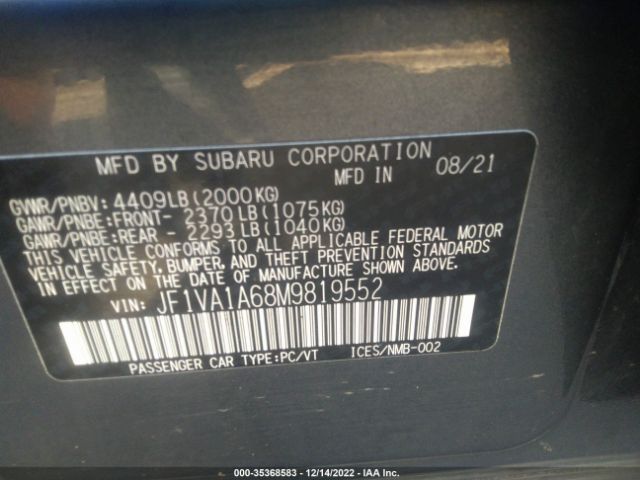 MFD BY SUBARU CORPORATION
MFD IN 08/21
GVWR/PNBV: 4409LB(2000KG)
GAWR/PNBE:FRONT- 2370LB(1075KG)
GAWR/PNBE:REAR - 2293LB(1040KG)
THIS VEHICLE CONFORMS TO ALL APPLICABLE FEDERAL MOTOR
VEHICLE SAFETY, BUMPER, AND THEFT PREVENTION STANDARDS
IN EFFECT ON THE DATE OF MANUFACTURE SHOWN ABOVE.
VIN: JF1VA1A68M9819552
PASSENGER CAR TYPE:PC/VT ICES/NMB-002
000-35368583 - 12/14/2022 - IAA Inc.